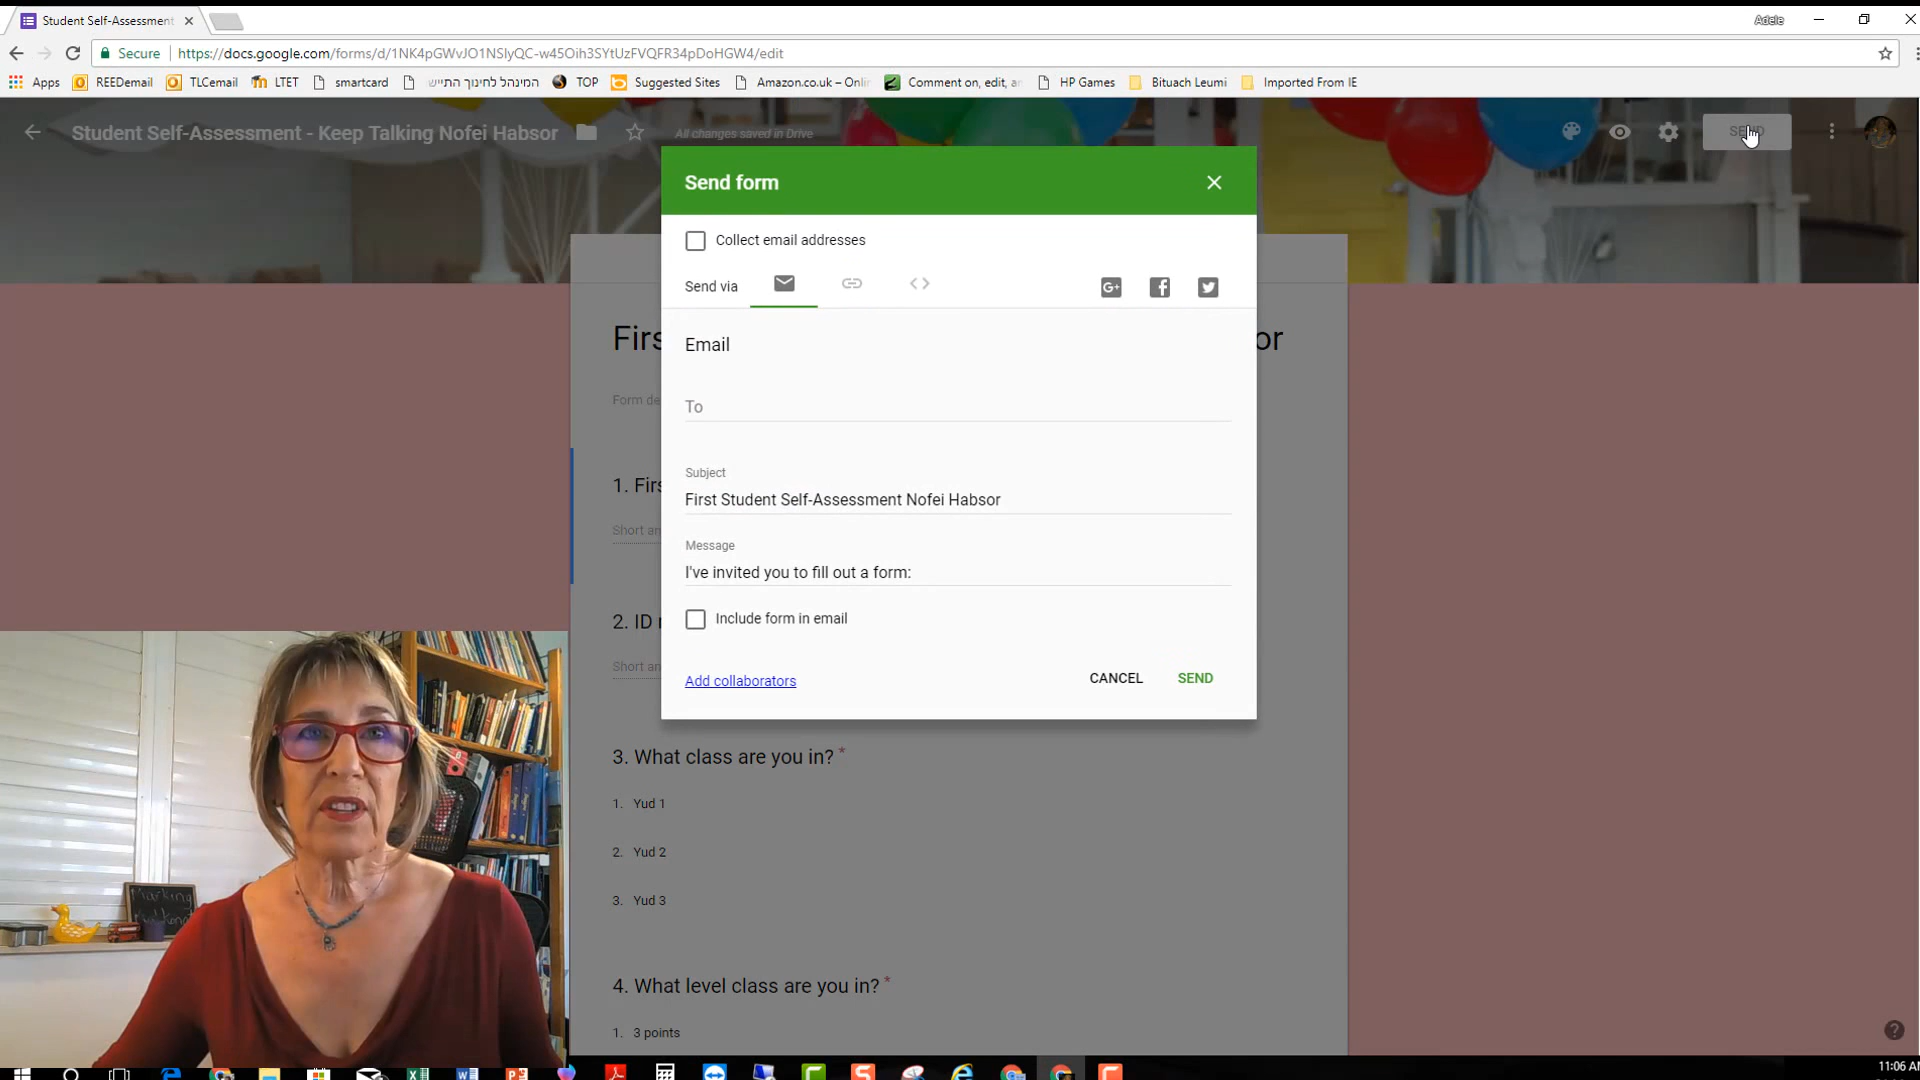 Student Self-Assessment
Adele
Secure
https://docs.google.com/forms/d/1NK4pGWvJO1NSlyQC-w45Oih3SYtUzFVQFR34pDoHGW4/edit
Apps REEDemail TLCemail LTET smartcard המינהל לחינוך התייש TOP Suggested Sites Amazon.co.uk – Onli Comment on, edit, a HP Games Bituach Leumi Imported From IE
Student Self-Assessment - Keep Talking Nofei Habsor
All changes saved in Drive
SEND
Send form
Collect email addresses
Send via
Firs
or
Email
Form de
To
Subject
1. Firs
First Student Self-Assessment Nofei Habsor
Short an
Message
I've invited you to fill out a form:
Include form in email
2. ID
Short an
Add collaborators
CANCEL
SEND
3. What class are you in? *
1. Yud 1
2. Yud 2
3. Yud 3
4. What level class are you in? *
1. 3 points
11:06 A